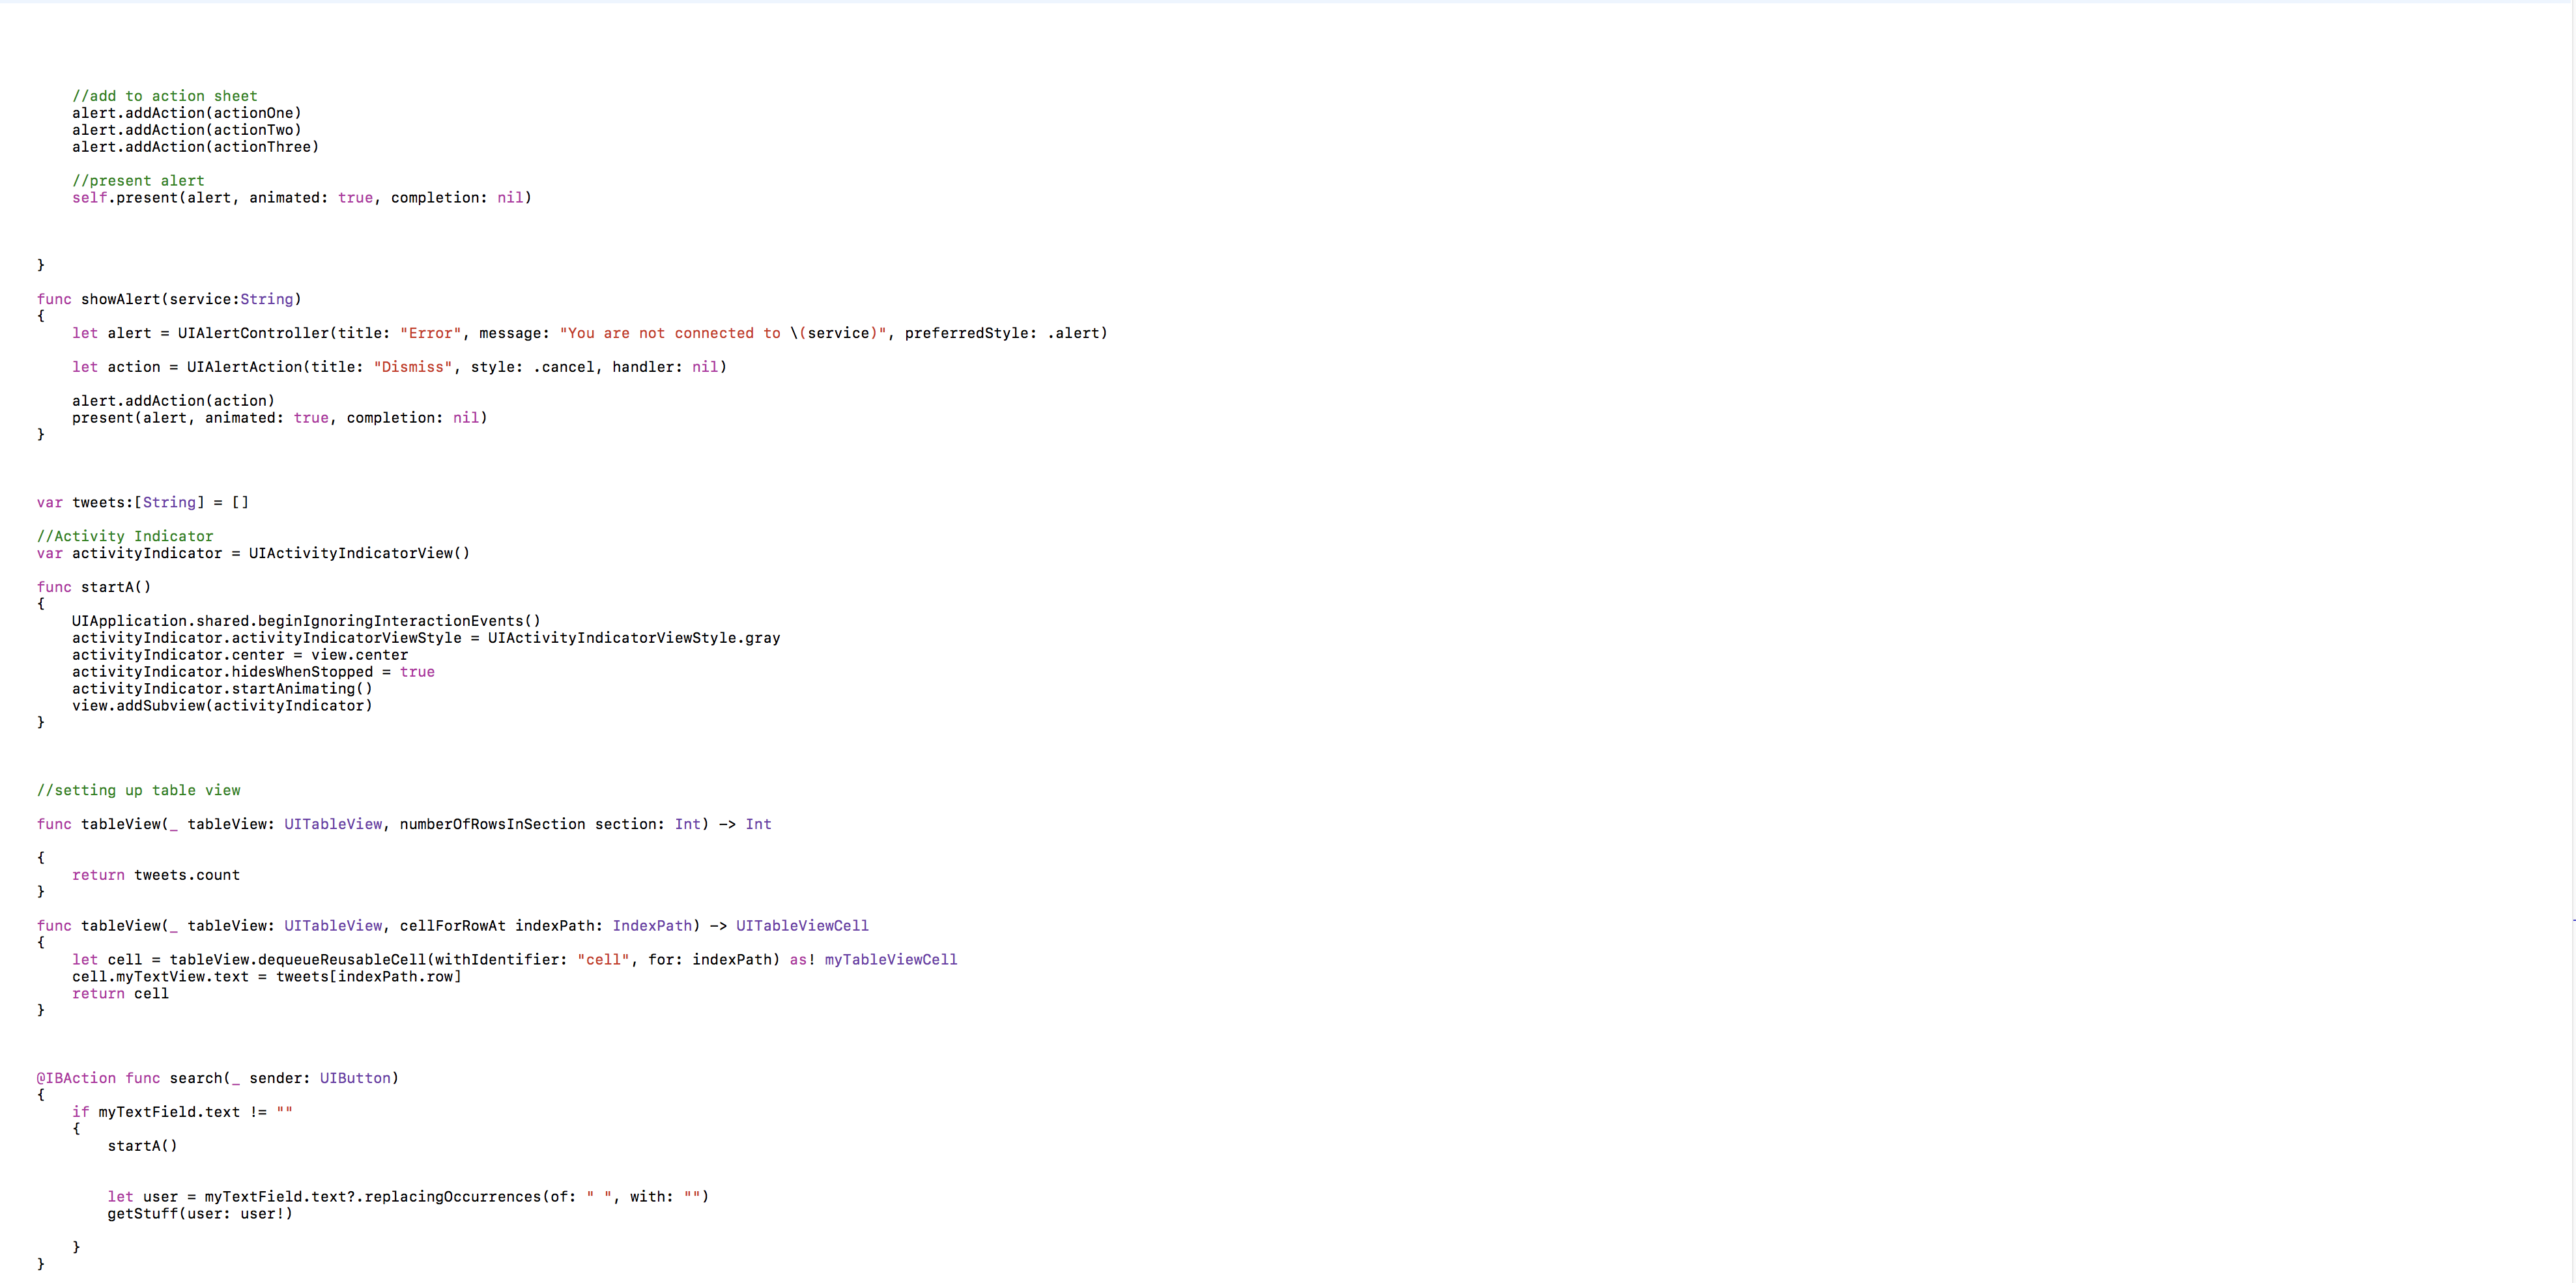 //add to action sheet
alert.addAction(actionOne)
alert.addAction(actionTwo)
alert.addAction(actionThree)
//present alert
self.present(alert, animated: true, completion: nil)
}
func showAlert(service:String)
{
let alert = UIAlertController(title: "Error", message: "You are not connected to \(service)", preferredStyle: .alert)
let action = UIAlertAction(title: "Dismiss", style: .cancel, handler: nil)
alert.addAction(action)
present(alert, animated: true, completion: nil)
}
var tweets:[String] = []
//Activity Indicator
var activityIndicator = UIActivityIndicatorView()
func startA()
{
UIApplication.shared.beginIgnoringInteractionEvents()
activityIndicator.activityIndicatorViewStyle = UIActivityIndicatorViewStyle.gray
activityIndicator.center = view.center
activityIndicator.hidesWhenStopped = true
activityIndicator.startAnimating()
view.addSubview(activityIndicator)
}
//setting up table view
func tableView(_ tableView: UITableView, numberOfRowsInSection section: Int) -> Int
{
return tweets.count
}
func tableView(_ tableView: UITableView, cellForRowAt indexPath: IndexPath) -> UITableViewCell
{
let cell = tableView.dequeueReusableCell(withIdentifier: "cell", for: indexPath) as! myTableViewCell
cell.myTextView.text = tweets[indexPath.row]
return cell
}
@IBAction func search(_ sender: UIButton)
{
if myTextField.text != ""
{
startA()
let user = myTextField.text?.replacingOccurrences(of: " ", with: "")
getStuff(user: user!)
}
}